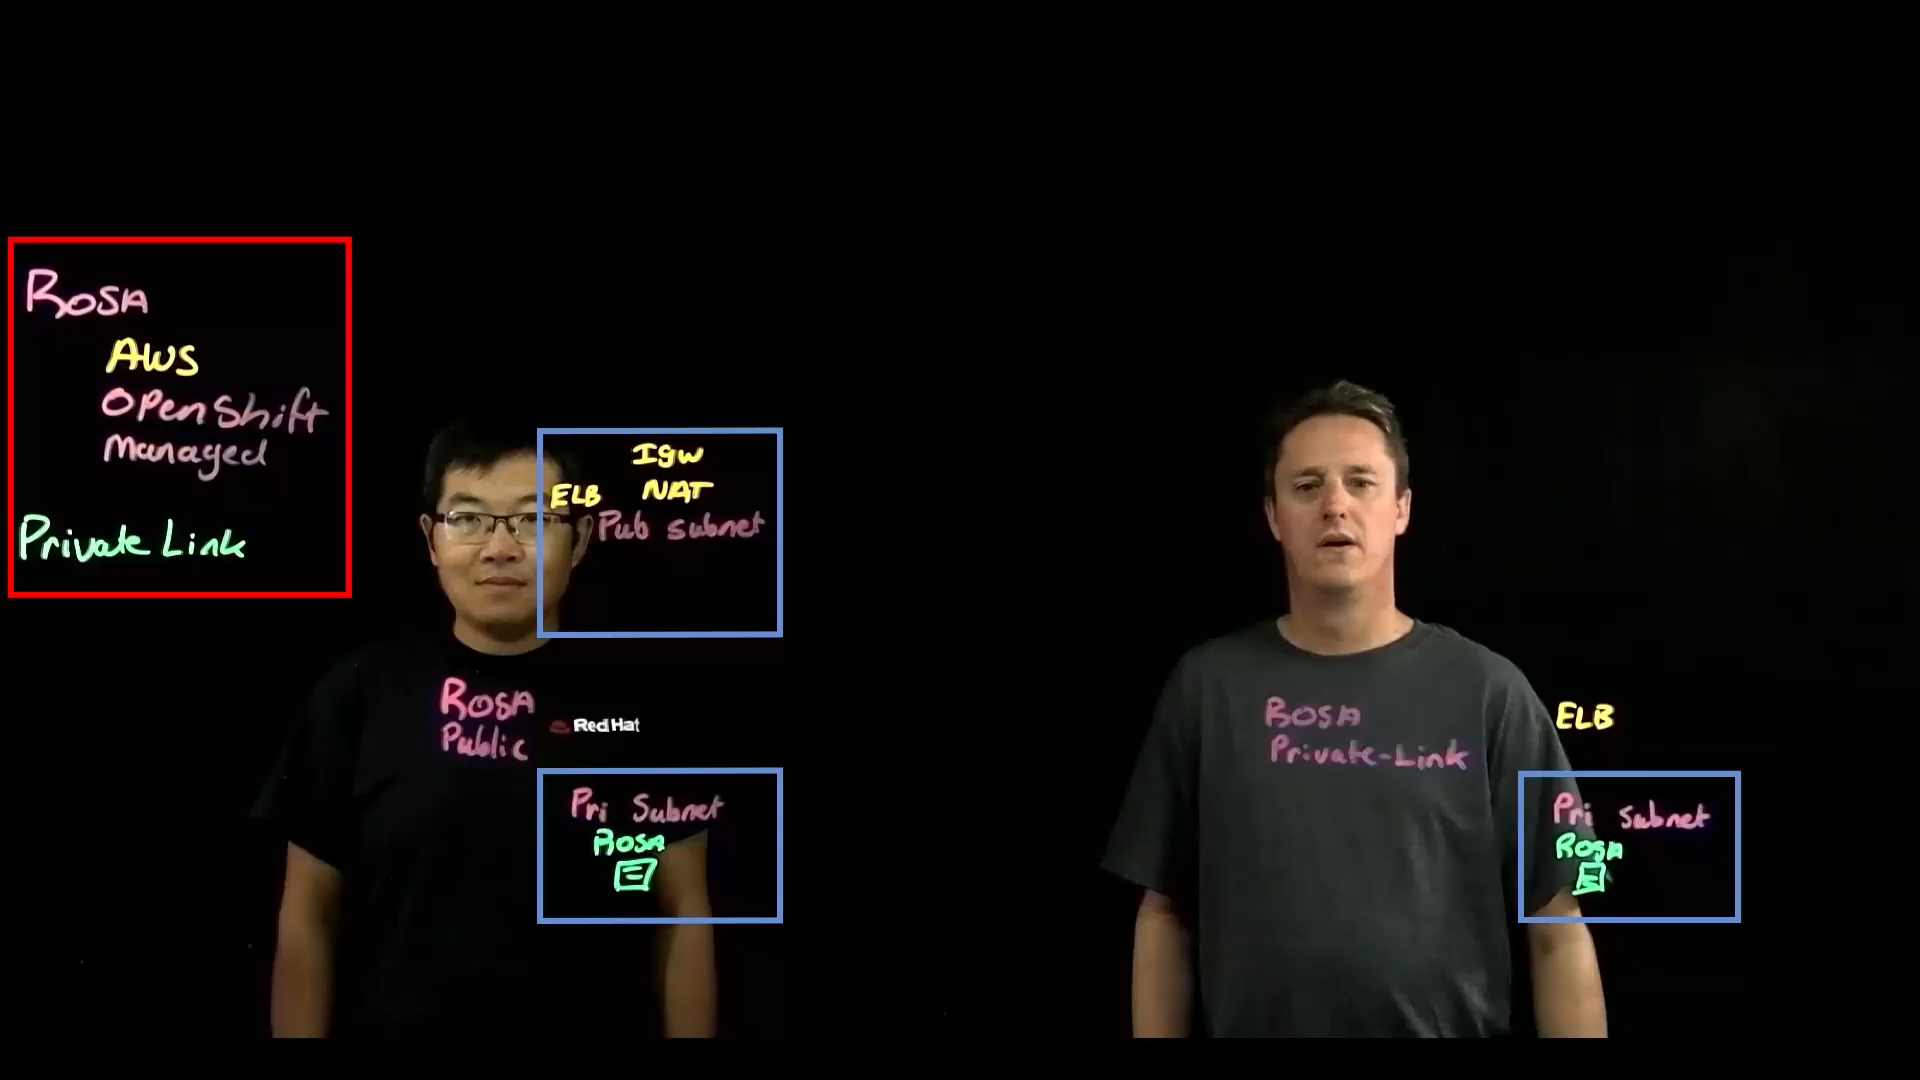 ROSA
AWS
OpenShift
Managed
Private Link
IGW
NAT
ELB
Pub subnet
ROSA
Public
Red Hat
Pri Subnet
ROSA
ROSA
Private-Link
ELB
Pri subnet
ROSA